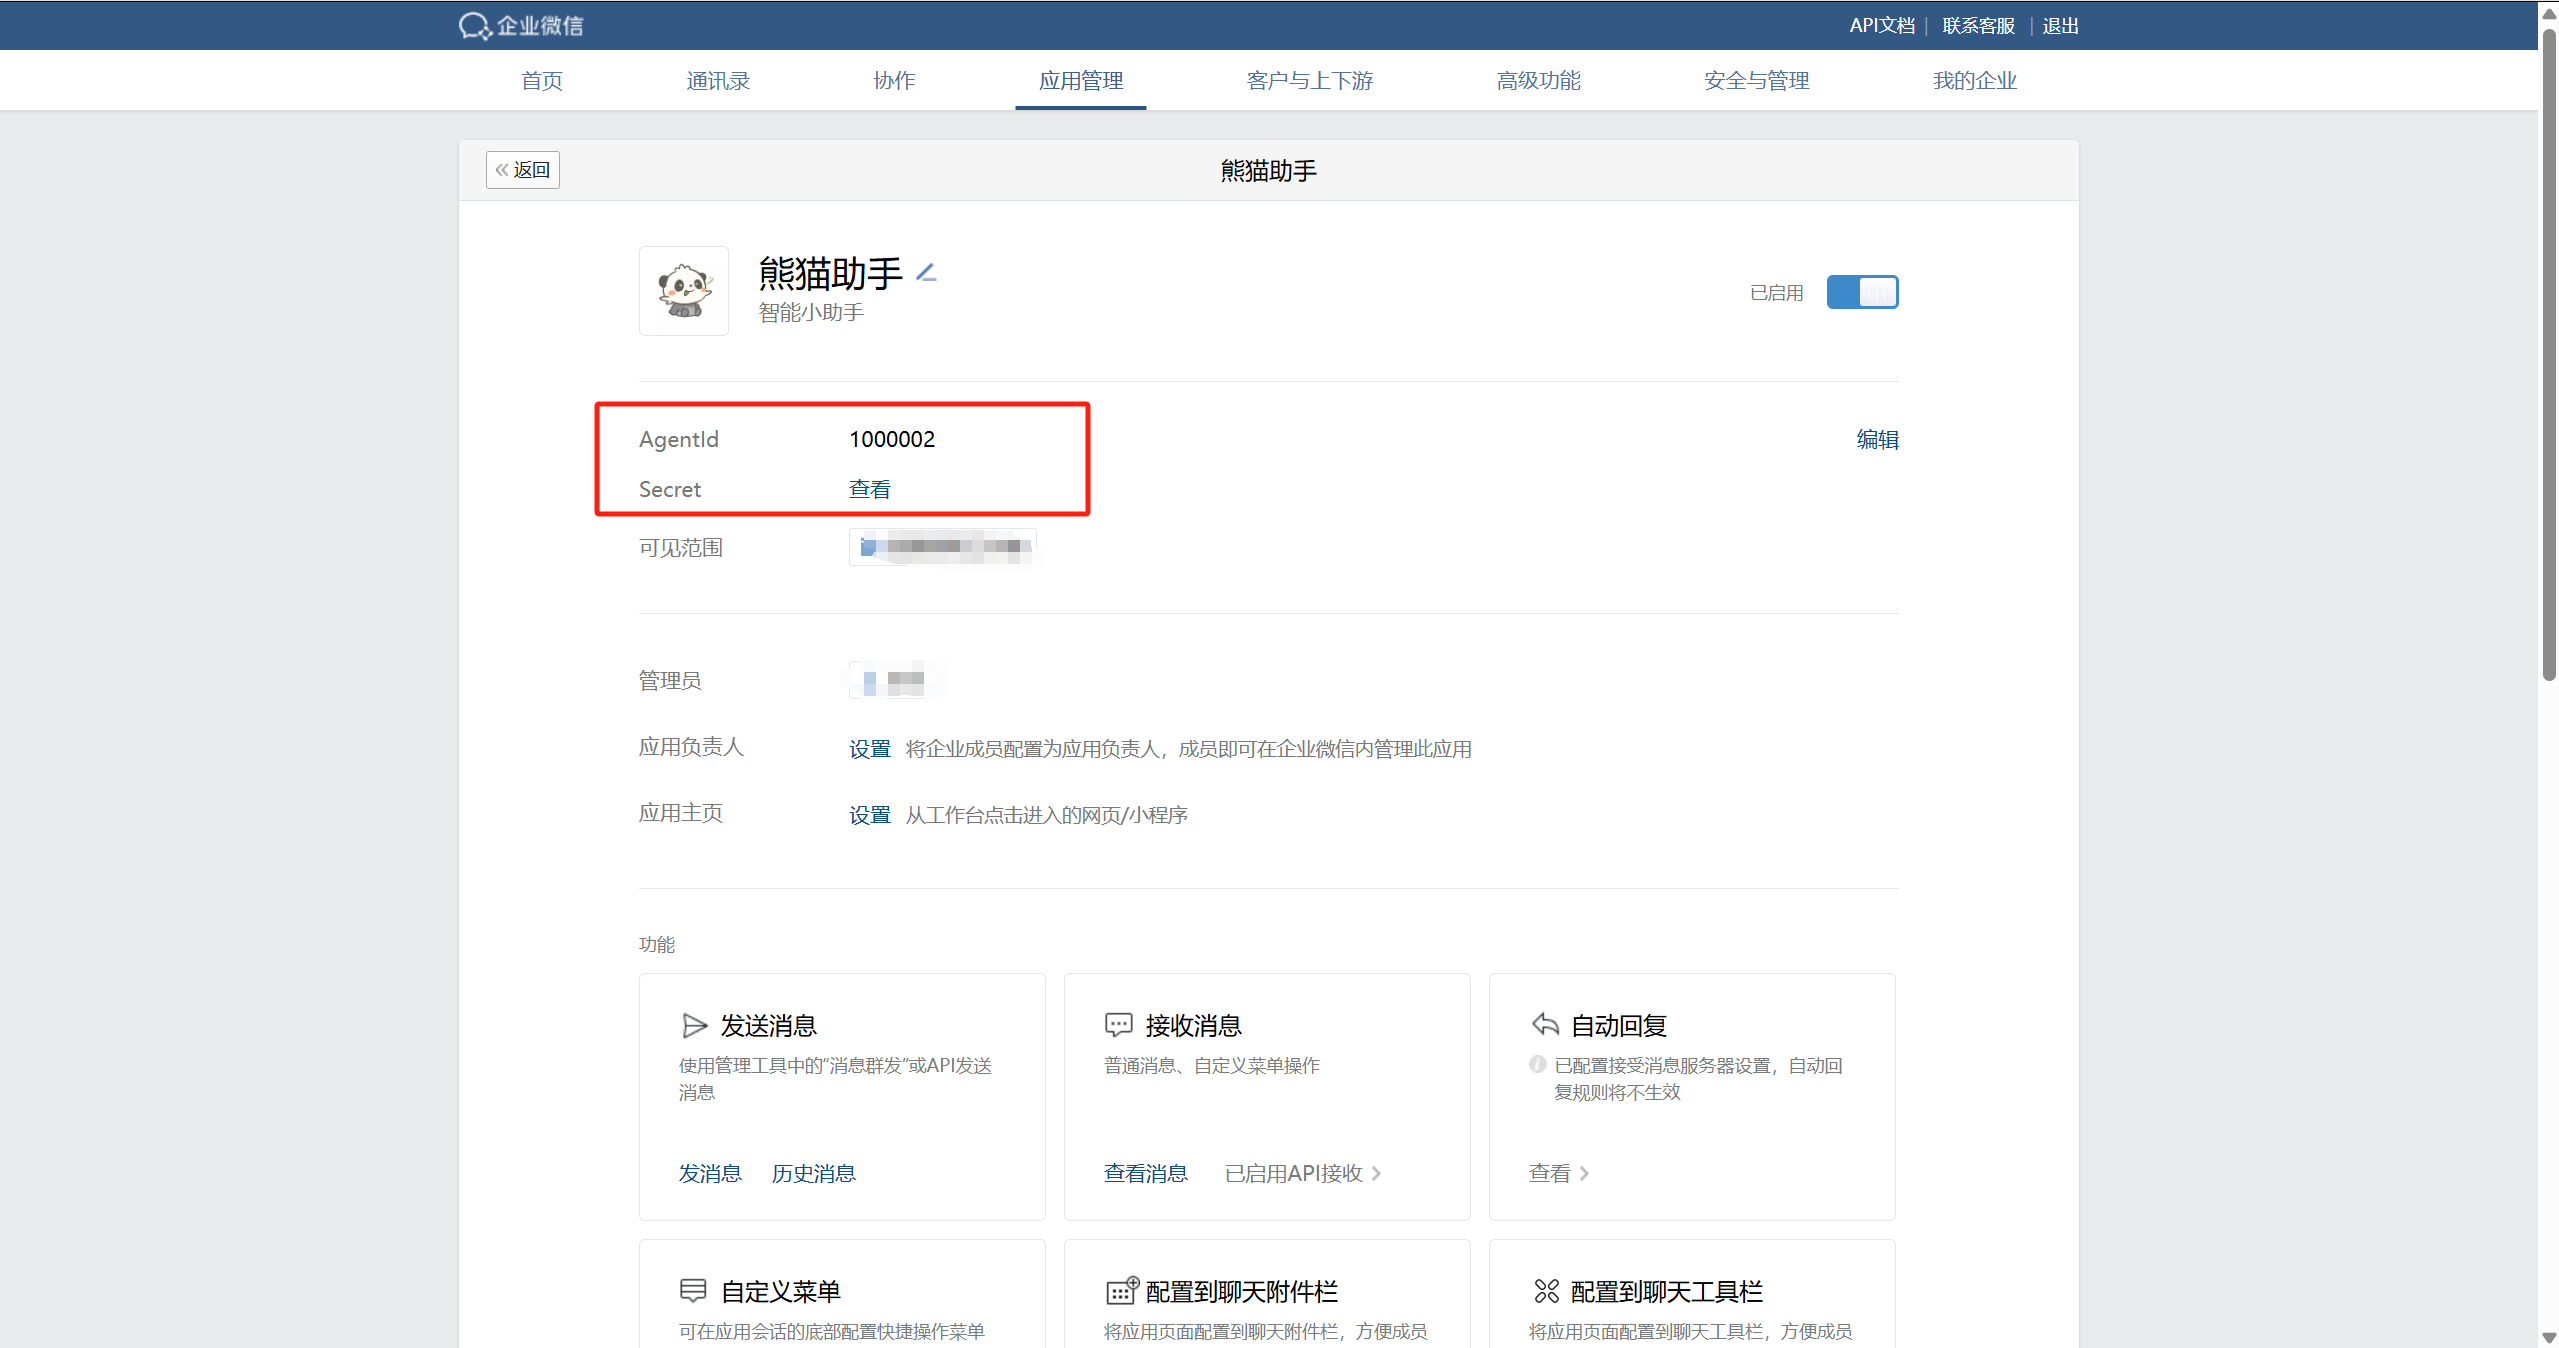 企业微信
API文档 | 联系客服 | 退出
首页 通讯录 协作 应用管理 客户与上下游 高级功能 安全与管理 我的企业
« 返回 熊猫助手
熊猫助手
智能小助手
已启用
AgentId 1000002
编辑
Secret 查看
可见范围
管理员
应用负责人 设置 将企业成员配置为应用负责人，成员即可在企业微信内管理此应用
应用主页 设置 从工作台点击进入的网页/小程序
功能
发送消息
使用管理工具中的“消息群发”或API发送
消息
发消息 历史消息
接收消息
普通消息、自定义菜单操作
查看消息 已启用API接收
自动回复
已配置接受消息服务器设置，自动回
复规则将不生效
查看
自定义菜单
可在应用会话的底部配置快捷操作菜单
配置到聊天附件栏
将应用页面配置到聊天附件栏，方便成员
配置到聊天工具栏
将应用页面配置到聊天工具栏，方便成员